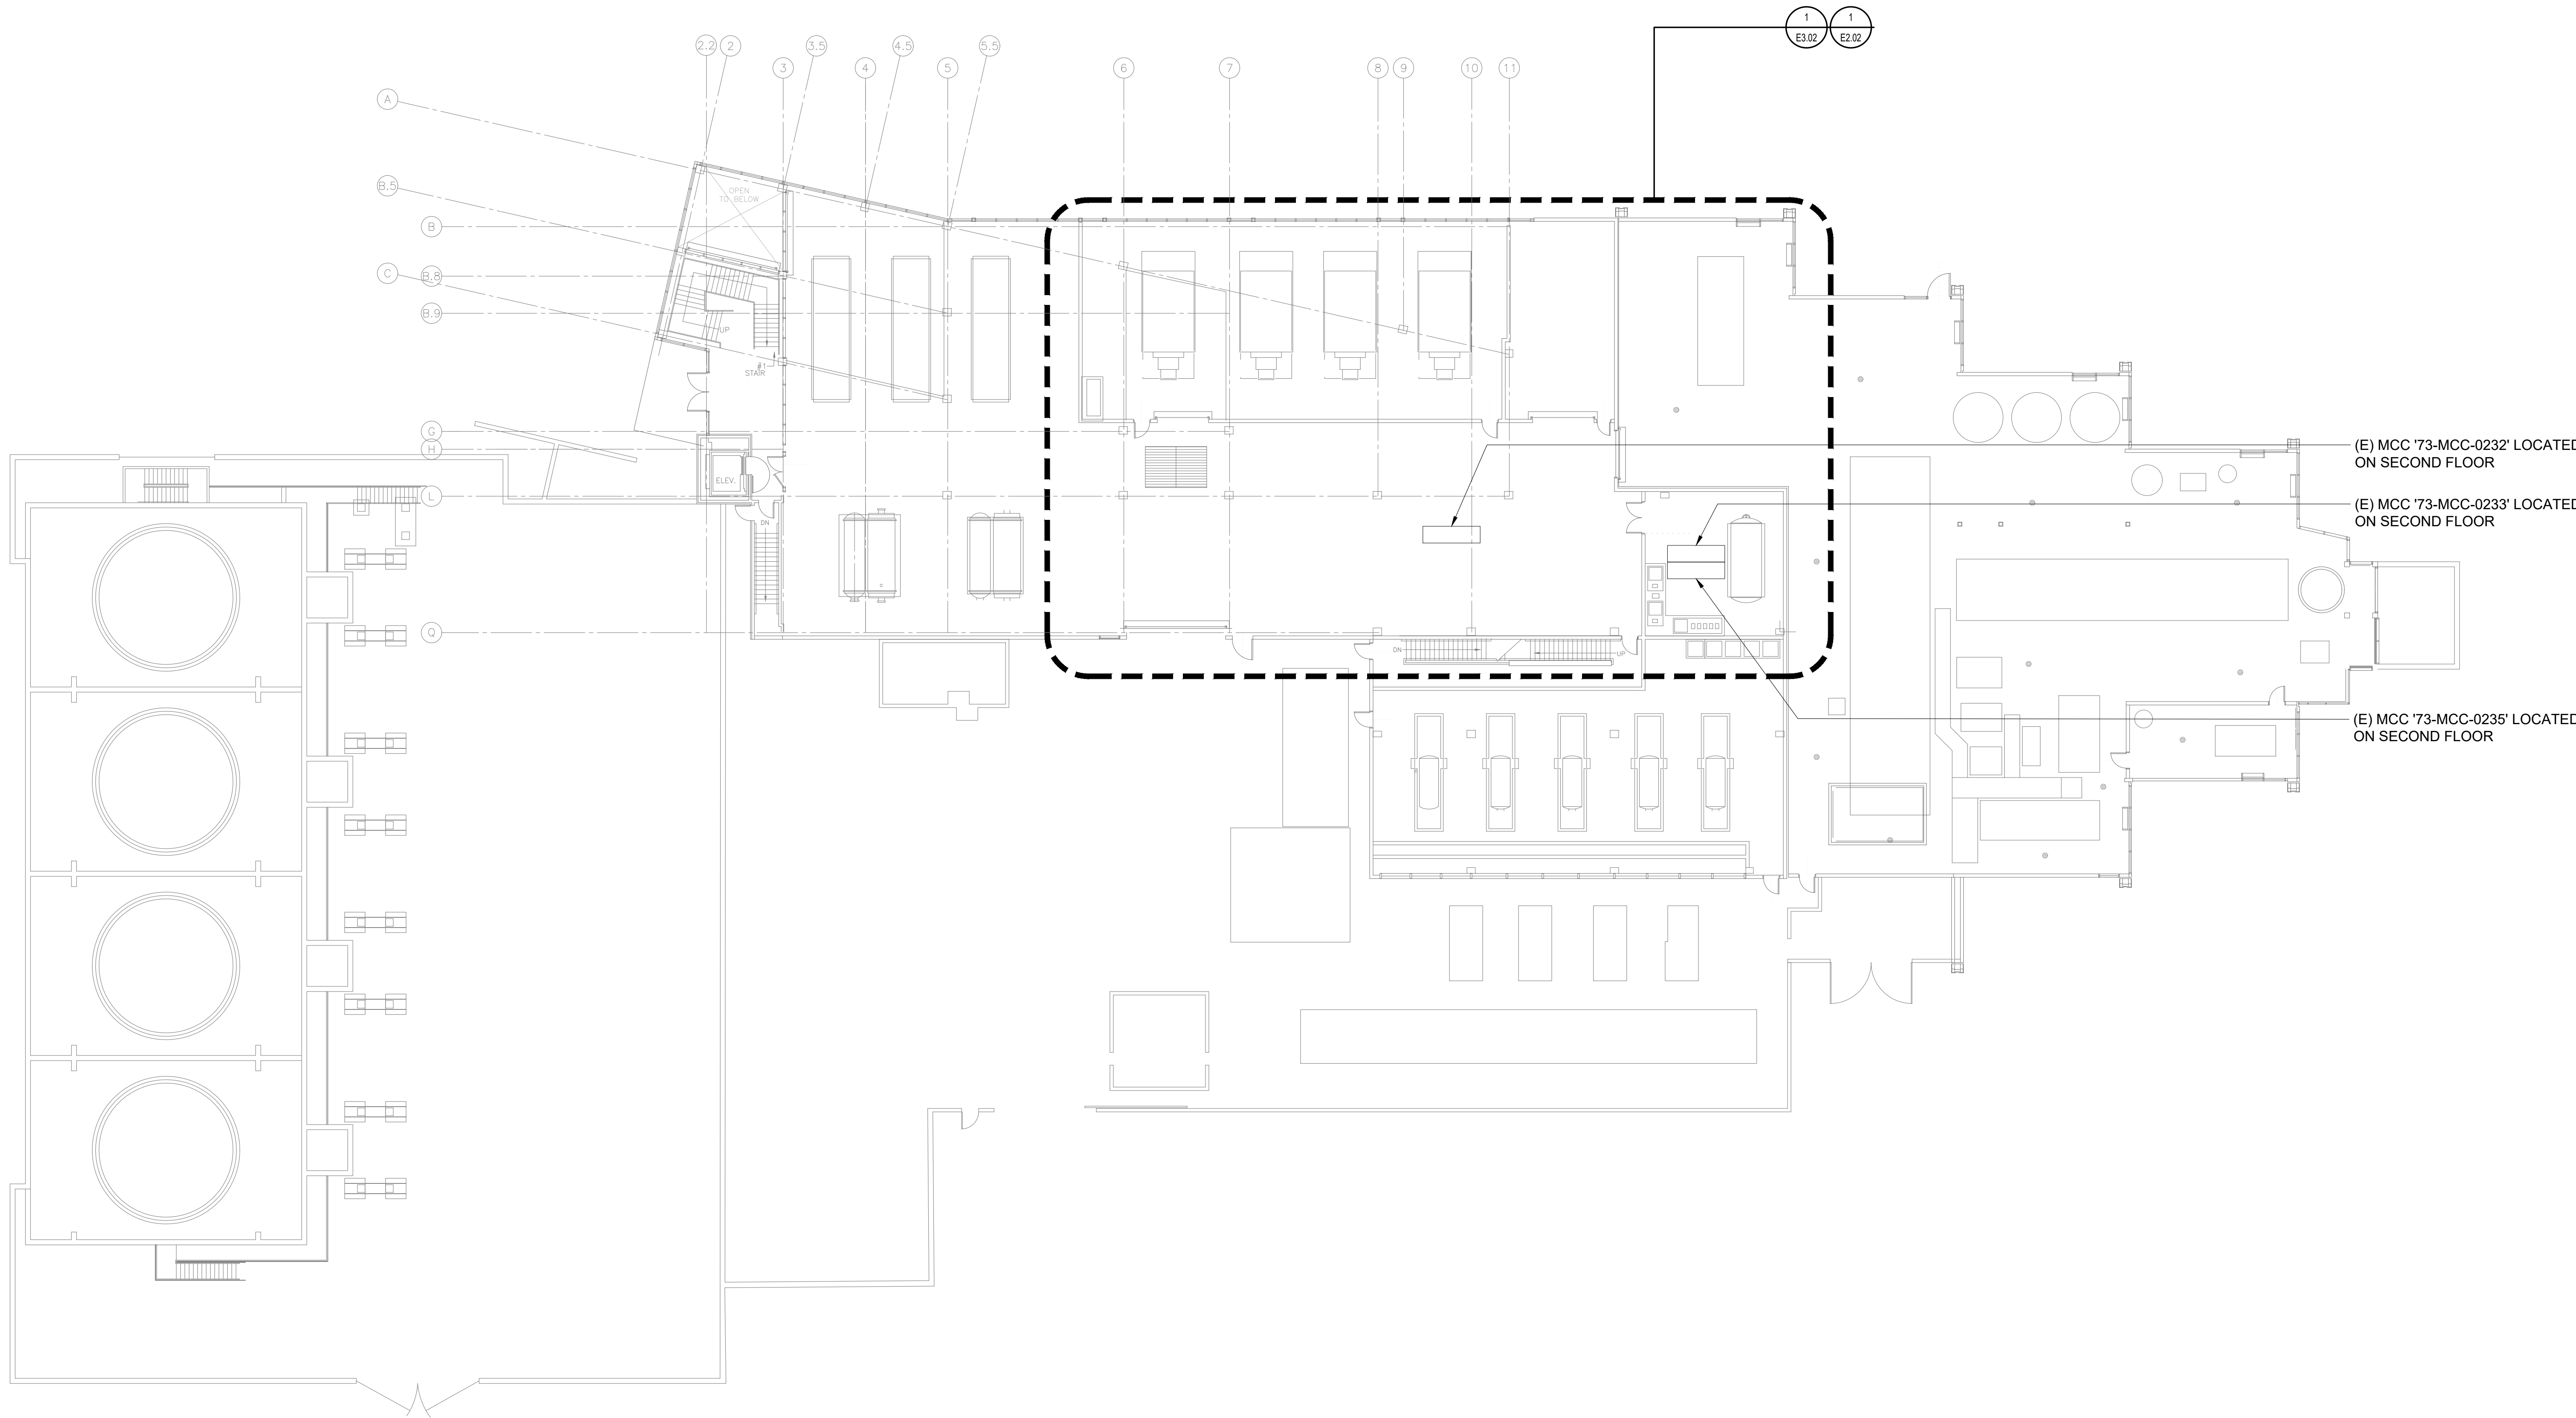 1
E3.02
1
E2.02
2.2
2
3.5
4.5
5.5
3
4
5
6
7
8
9
10
11
A
B.5
B
C
B.8
B.9
G
H
L
Q
OPEN
TO BELOW
UP
#1
STAIR
ELEV.
DN
DN
UP
(E) MCC '73-MCC-0232' LOCATED
ON SECOND FLOOR
(E) MCC '73-MCC-0233' LOCATED
ON SECOND FLOOR
(E) MCC '73-MCC-0235' LOCATED
ON SECOND FLOOR